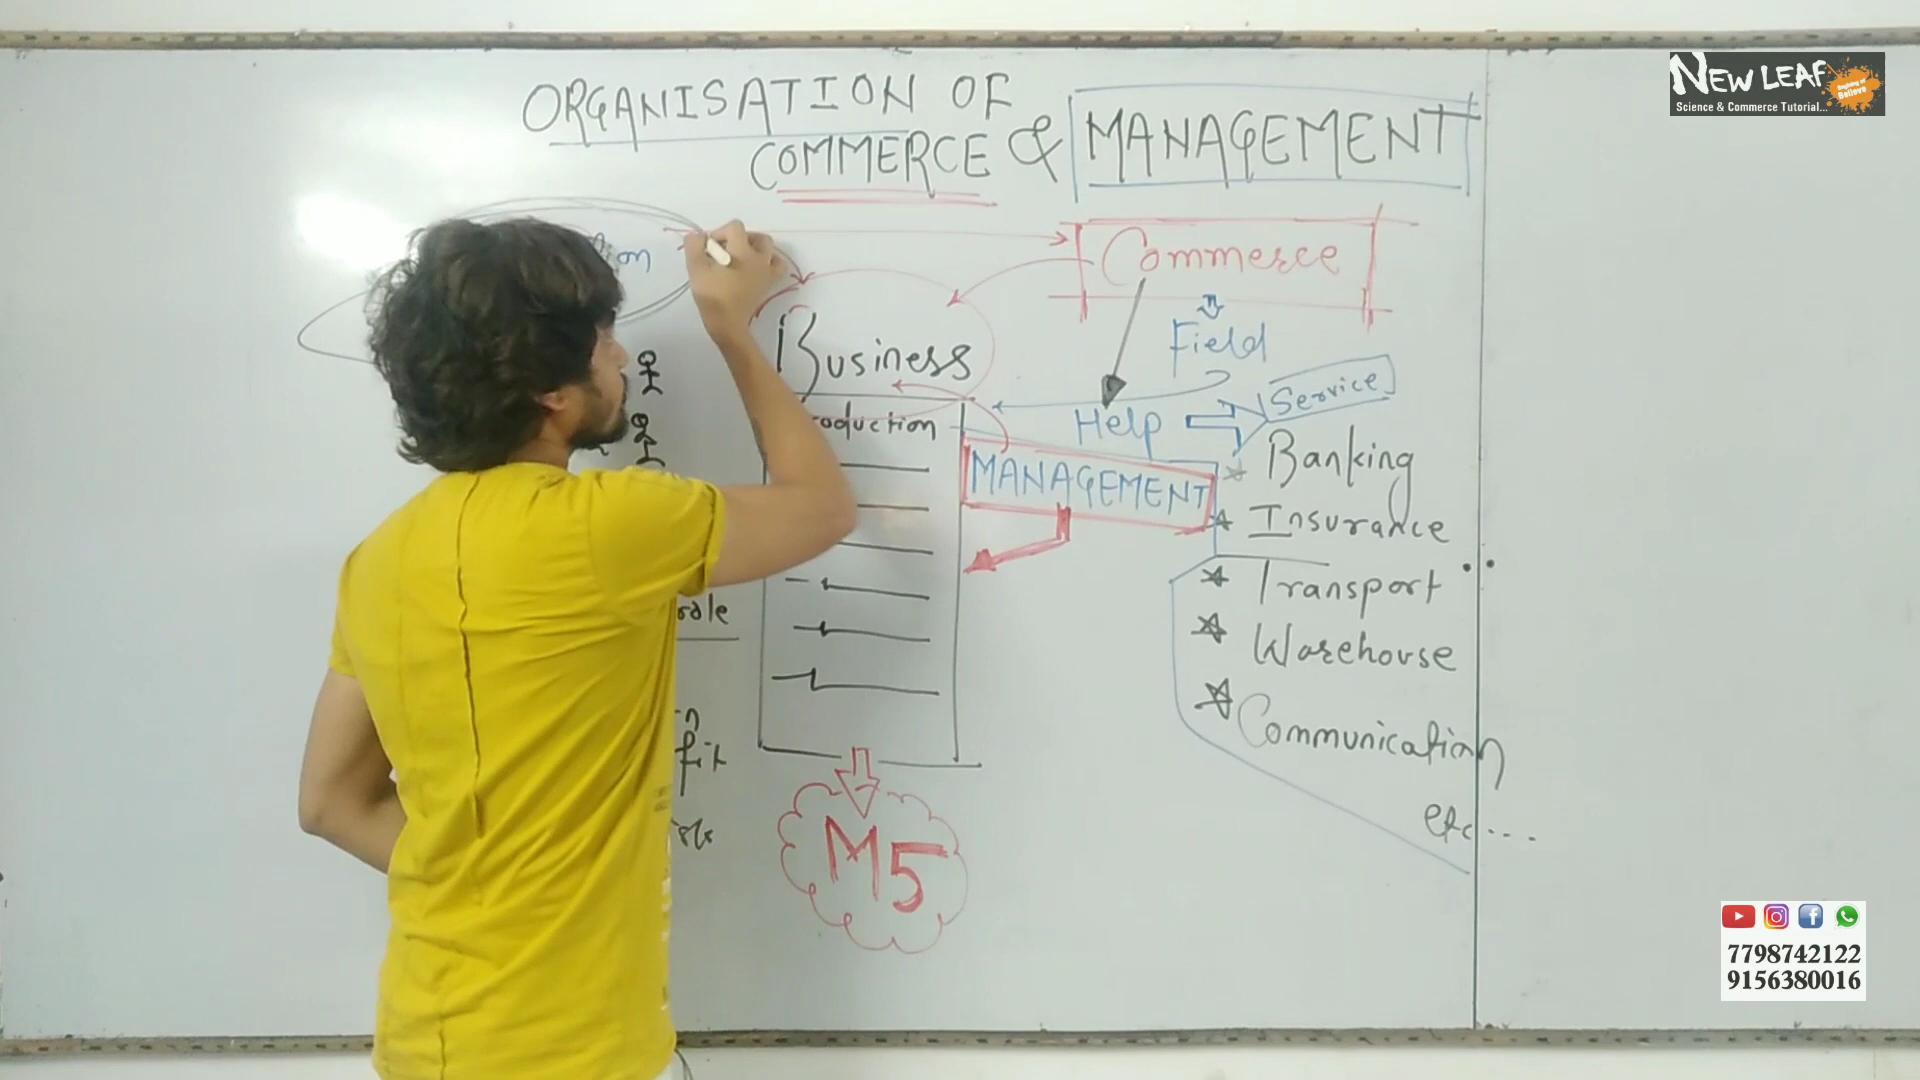 ORGANISATION OF
COMMERCE & MANAGEMENT
NEW LEAF
Science & Commerce Tutorial...
Commerce
Field
Business
Help
Service
MANAGEMENT
Banking
Insurance
Transport
Warehouse
Communication
etc...
M5
7798742122
9156380016